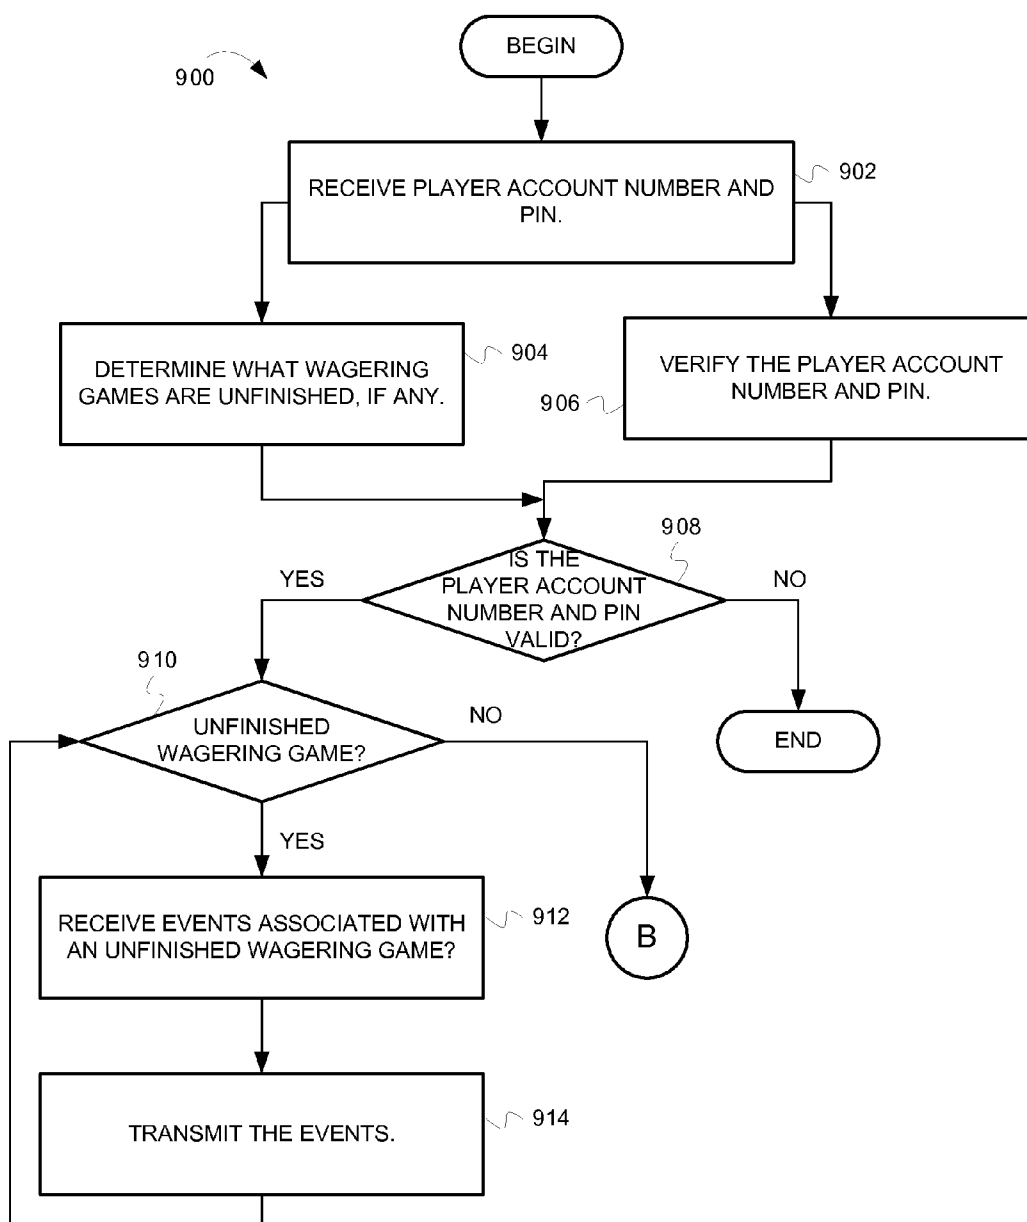 BEGIN
900
RECEIVE PLAYER ACCOUNT NUMBER AND
PIN.
902
DETERMINE WHAT WAGERING
GAMES ARE UNFINISHED, IF ANY.
904
VERIFY THE PLAYER ACCOUNT
NUMBER AND PIN.
906
908
IS THE
PLAYER ACCOUNT
NUMBER AND PIN
VALID?
YES
NO
910
UNFINISHED
WAGERING GAME?
NO
END
YES
RECEIVE EVENTS ASSOCIATED WITH
AN UNFINISHED WAGERING GAME?
912
B
TRANSMIT THE EVENTS.
914